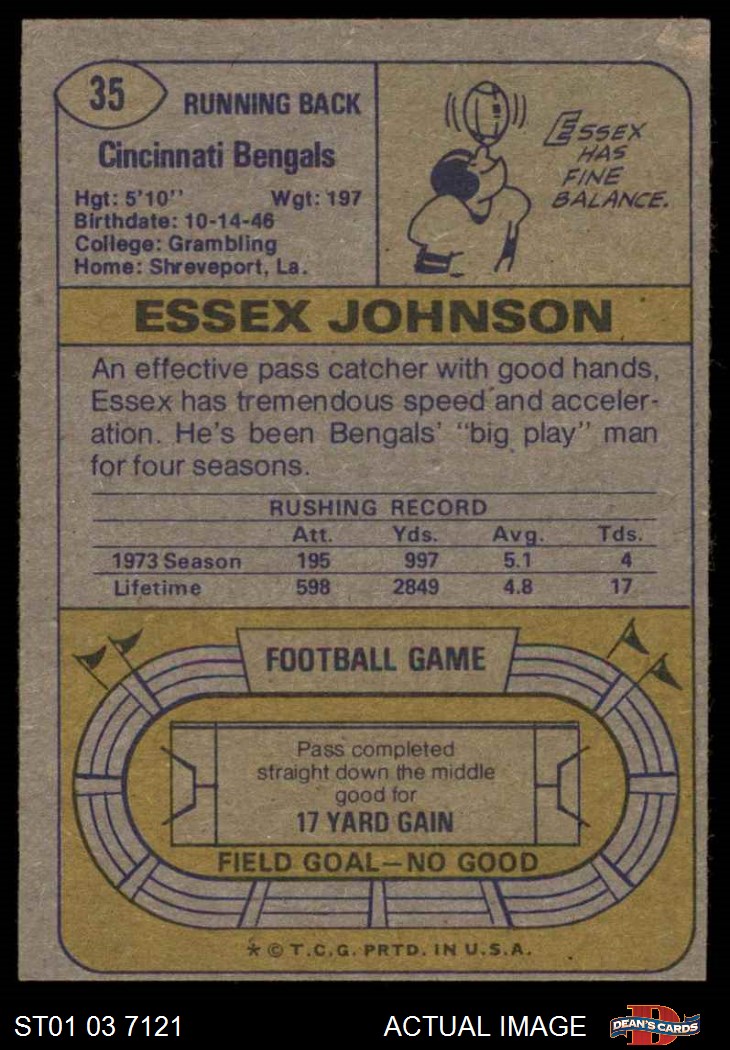 35
RUNNING BACK
Cincinnati Bengals
Hgt: 5'10'' Wgt: 197
Birthdate: 10-14-46
College: Grambling
Home: Shreveport, La.
ESSEX
HAS
FINE
BALANCE.
ESSEX JOHNSON
An effective pass catcher with good hands,
Essex has tremendous speed and acceler-
ation. He's been Bengals' "big play" man
for four seasons.
RUSHING RECORD
Att. Yds. Avg. Tds.
1973 Season 195 997 5.1 4
Lifetime 598 2849 4.8 17
FOOTBALL GAME
Pass completed
straight down the middle
good for
17 YARD GAIN
FIELD GOAL—NO GOOD
* © T.C.G. PRTD. IN U.S.A.
ST01 03 7121 ACTUAL IMAGE DEAN'S CARDS